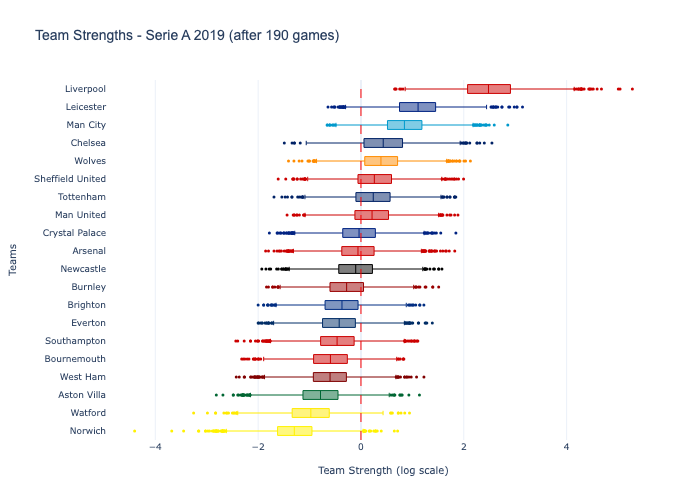 Team Strengths - Serie A 2019 (after 190 games)
Liverpool
Leicester
Man City
Chelsea
Wolves
Sheffield United
Tottenham
Man United
Crystal Palace
Arsenal
Newcastle
Burnley
Brighton
Everton
Southampton
Bournemouth
West Ham
Aston Villa
Watford
Norwich
Teams
−4 −2 0 2 4
Team Strength (log scale)